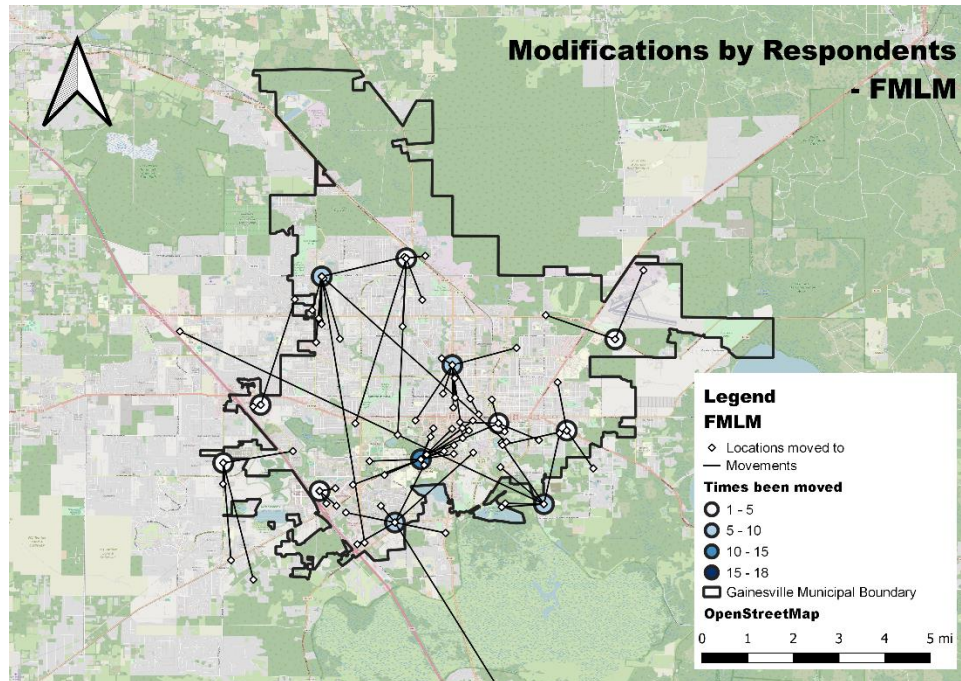 Modifications by Respondents
- FMLM
Legend
FMLM
Locations moved to
Movements
Times been moved
1 - 5
5 - 10
10 - 15
15 - 18
Gainesville Municipal Boundary
OpenStreetMap
0 1 2 3 4 5 mi